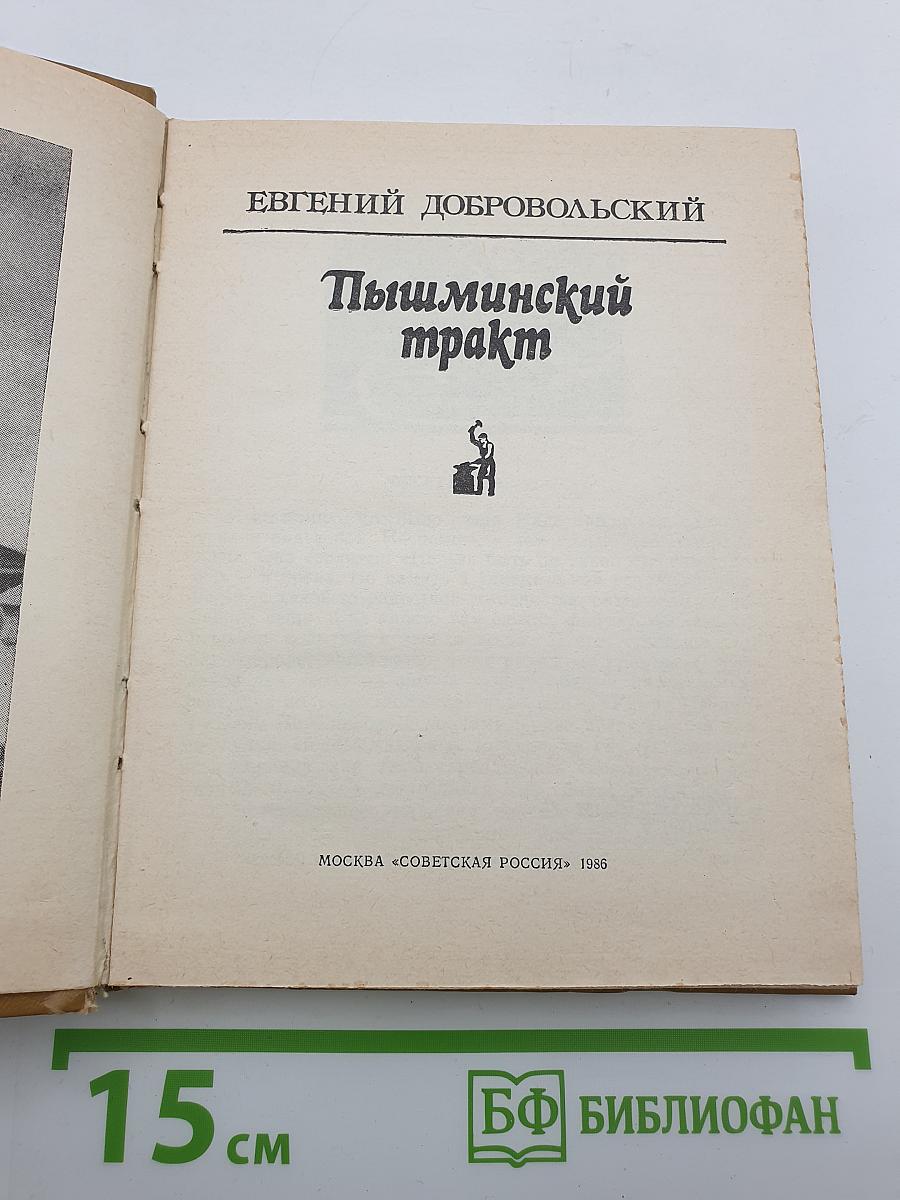 ЕВГЕНИЙ ДОБРОВОЛЬСКИЙ
Пышминский
тракт
МОСКВА «СОВЕТСКАЯ РОССИЯ» 1986
15 см
БФ БИБЛИОФАН